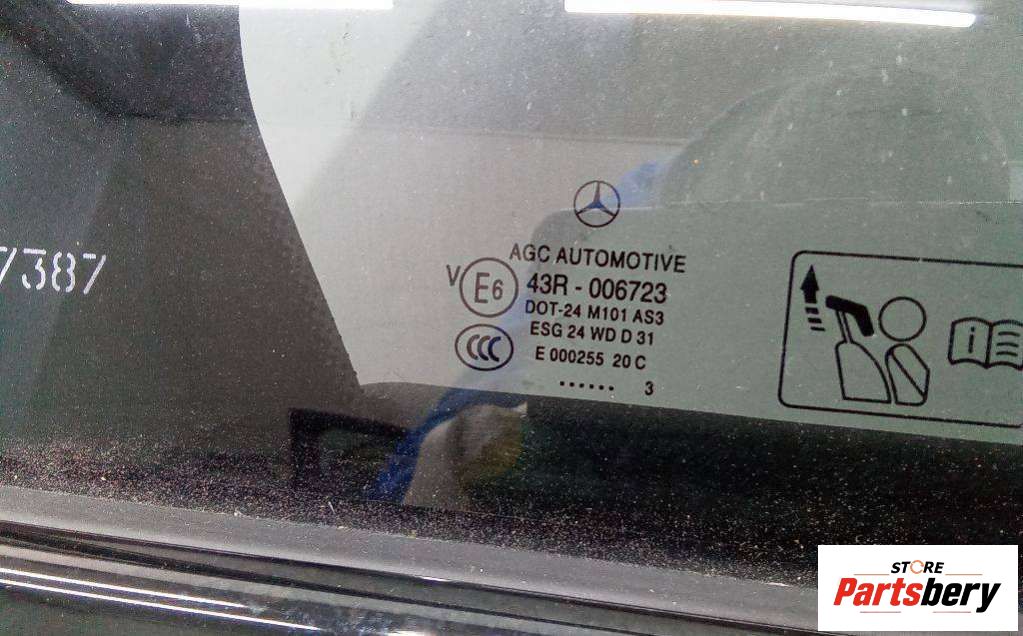 7387
AGC AUTOMOTIVE
V E6 43R - 006723
DOT-24 M101 AS3
ESG 24 WD D 31
CCC
E 000255 20 C
...... 3
i
STORE
Partsbery